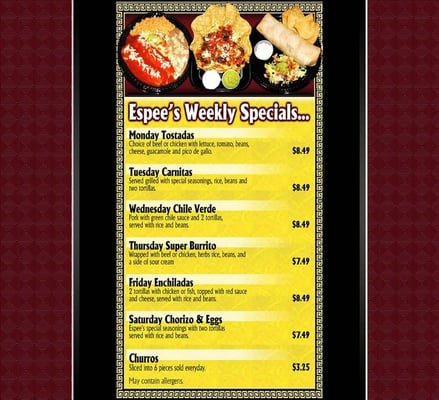 Espee's Weekly Specials...
Monday Tostadas
Choice of beef or chicken with lettuce, tomato, beans,
cheese, guacamole and pico de gallo.
$8.49
Tuesday Carnitas
Served grilled with special seasonings, rice, beans and
two tortillas.
$8.49
Wednesday Chile Verde
Pork with green chile sauce and 2 tortillas,
served with rice and beans.
$8.49
Thursday Super Burrito
Wrapped with beef or chicken, herbs rice, beans, and
a side of sour cream
$7.49
Friday Enchiladas
2 tortillas with chicken or fish, topped with red sauce
and cheese, served with rice and beans.
$8.49
Saturday Chorizo & Eggs
Espee's special seasonings with two tortillas
served with rice and beans.
$7.49
Churros
Sliced into 6 pieces sold everyday.
$3.25
May contain allergens.